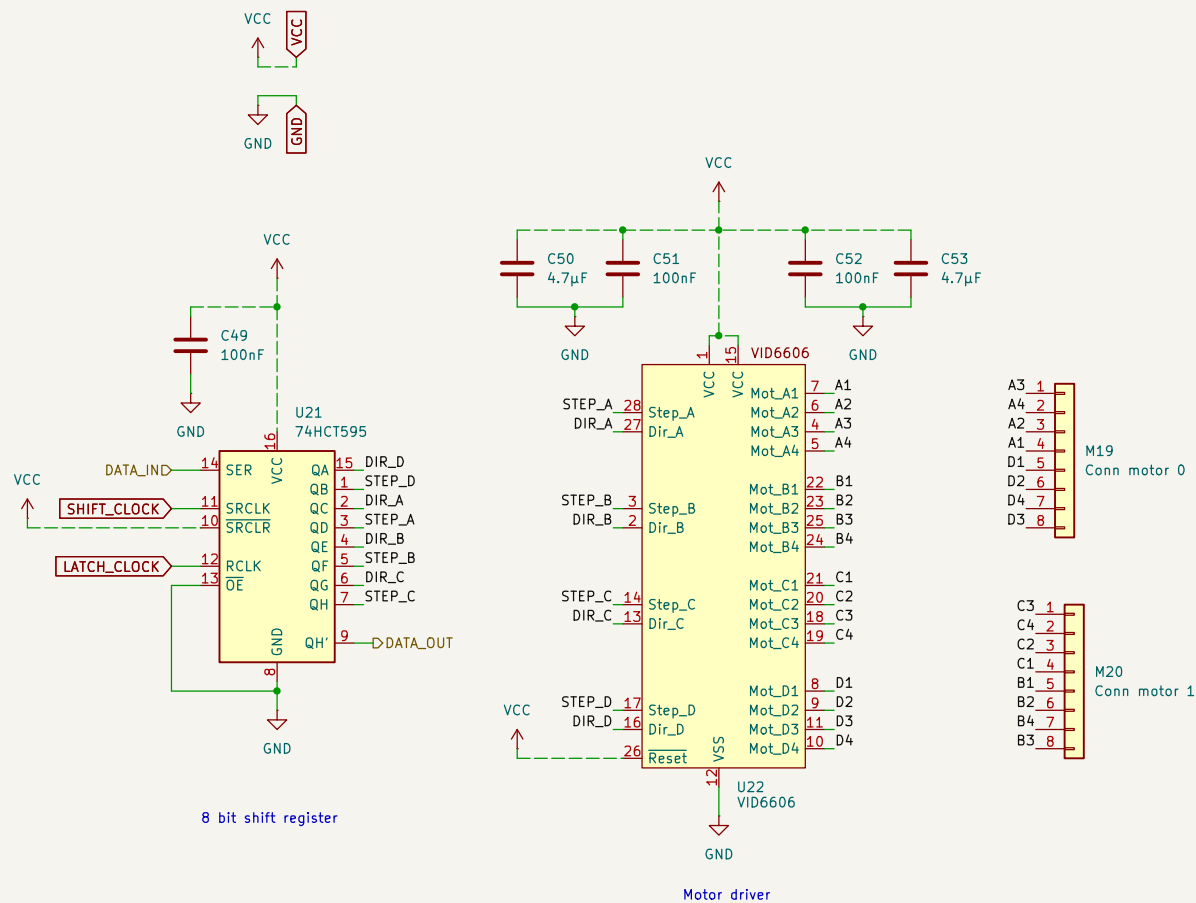 VCC
VCC
GND
GND
VCC
C49
100nF
GND
U21
74HCT595
16
VCC
DATA_IN
14 SER
SHIFT_CLOCK
11 SRCLK
VCC
10 SRCLR
LATCH_CLOCK
12 RCLK
13 OE
QA 15 DIR_D
QB 1 STEP_D
QC 2 DIR_A
QD 3 STEP_A
QE 4 DIR_B
QF 5 STEP_B
QG 6 DIR_C
QH 7 STEP_C
QH' 9 DATA_OUT
GND
8
GND
8 bit shift register
VCC
C50
4.7µF
C51
100nF
C52
100nF
C53
4.7µF
GND
GND
1
15
VID6606
VCC
VCC
STEP_A 28 Step_A
DIR_A 27 Dir_A
STEP_B 3 Step_B
DIR_B 2 Dir_B
STEP_C 14 Step_C
DIR_C 13 Dir_C
STEP_D 17 Step_D
DIR_D 16 Dir_D
VCC
26 Reset
Mot_A1 7 A1
Mot_A2 6 A2
Mot_A3 4 A3
Mot_A4 5 A4
Mot_B1 22 B1
Mot_B2 23 B2
Mot_B3 25 B3
Mot_B4 24 B4
Mot_C1 21 C1
Mot_C2 20 C2
Mot_C3 18 C3
Mot_C4 19 C4
Mot_D1 8 D1
Mot_D2 9 D2
Mot_D3 11 D3
Mot_D4 10 D4
VSS
12
U22
VID6606
GND
Motor driver
A3 1
A4 2
A2 3
A1 4
D1 5
D2 6
D4 7
D3 8
M19
Conn motor 0
C3 1
C4 2
C2 3
C1 4
B1 5
B2 6
B4 7
B3 8
M20
Conn motor 1